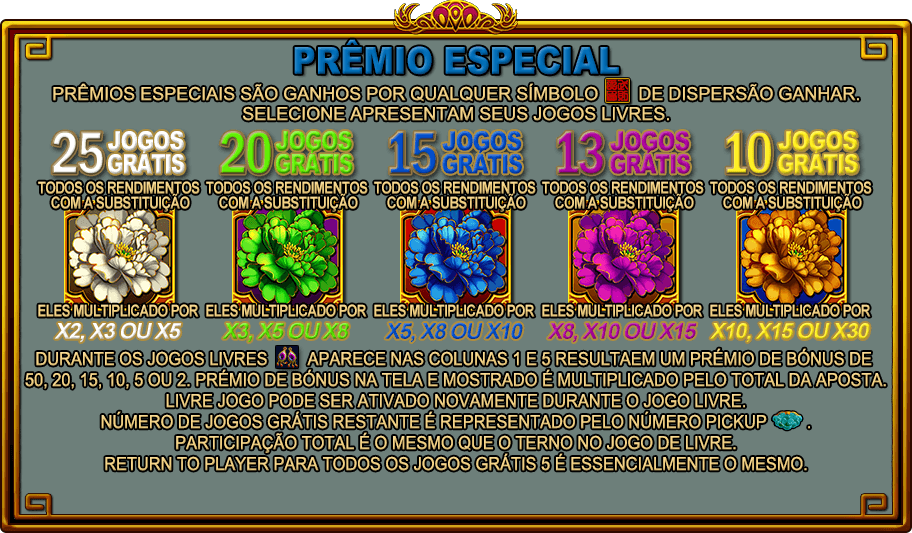 PRÊMIO ESPECIAL
PRÊMIOS ESPECIAIS SÃO GANHOS POR QUALQUER SÍMBOLO DE DISPERSÃO GANHAR.
SELECIONE APRESENTAM SEUS JOGOS LIVRES.
25 JOGOS GRÁTIS
TODOS OS RENDIMENTOS
COM A SUBSTITUIÇÃO
ELES MULTIPLICADO POR
X2, X3 OU X5
20 JOGOS GRÁTIS
TODOS OS RENDIMENTOS
COM A SUBSTITUIÇÃO
ELES MULTIPLICADO POR
X3, X5 OU X8
15 JOGOS GRÁTIS
TODOS OS RENDIMENTOS
COM A SUBSTITUIÇÃO
ELES MULTIPLICADO POR
X5, X8 OU X10
13 JOGOS GRÁTIS
TODOS OS RENDIMENTOS
COM A SUBSTITUIÇÃO
ELES MULTIPLICADO POR
X8, X10 OU X15
10 JOGOS GRÁTIS
TODOS OS RENDIMENTOS
COM A SUBSTITUIÇÃO
ELES MULTIPLICADO POR
X10, X15 OU X30
DURANTE OS JOGOS LIVRES APARECE NAS COLUNAS 1 E 5 RESULTAEM UM PRÉMIO DE BÓNUS DE
50, 20, 15, 10, 5 OU 2. PRÉMIO DE BÓNUS NA TELA E MOSTRADO É MULTIPLICADO PELO TOTAL DA APOSTA.
LIVRE JOGO PODE SER ATIVADO NOVAMENTE DURANTE O JOGO LIVRE.
NÚMERO DE JOGOS GRÁTIS RESTANTE É REPRESENTADO PELO NÚMERO PICKUP .
PARTICIPAÇÃO TOTAL É O MESMO QUE O TERNO NO JOGO DE LIVRE.
RETURN TO PLAYER PARA TODOS OS JOGOS GRÁTIS 5 É ESSENCIALMENTE O MESMO.